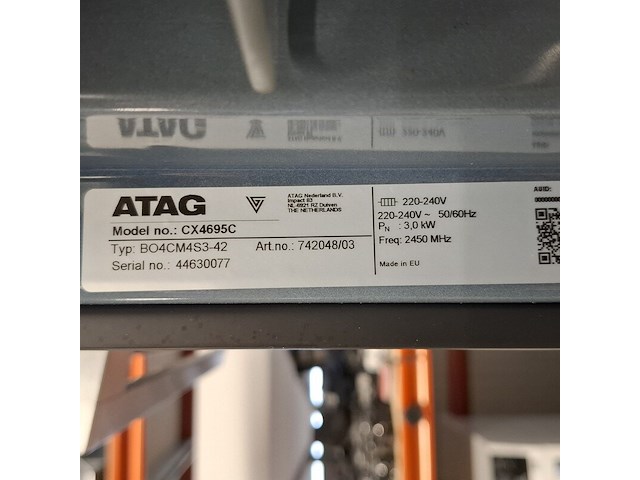 ATAG
ATAG Nederland B.V.
Impact 83
NL-6921 RZ Duiven
THE NETHERLANDS
Model no.: CX4695C
Typ: BO4CM4S3-42 Art.no.: 742048/03
Serial no.: 44630077
220-240V
220-240V ~ 50/60Hz
PN : 3,0 kW
Freq: 2450 MHz
Made in EU